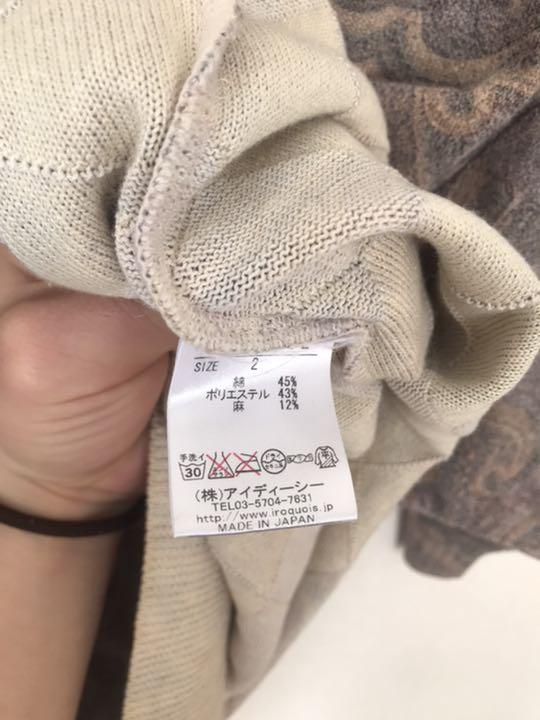 SIZE 2
綿 45%
ポリエステル 43%
麻 12%
手洗イ
30
(株)アイディーシー
TEL03-5704-7631
http://www.iroquois.jp
MADE IN JAPAN